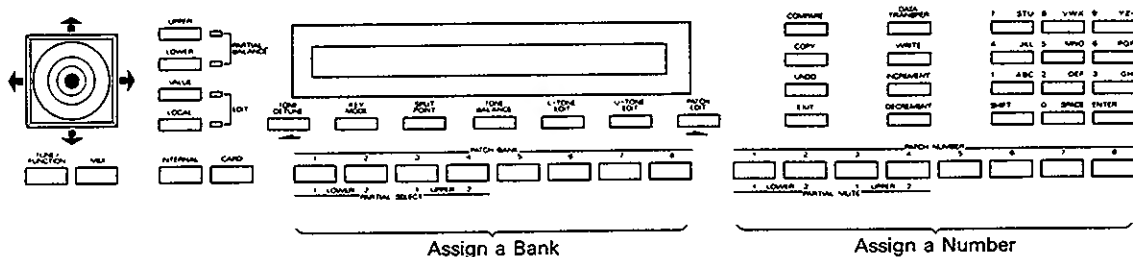 UPPER
LOWER
PARTIAL
BALANCE
VALUE
LOCAL
EDIT
TUNE/
FUNCTION
MIDI
INTERNAL
CARD
TONE
DETUNE
KEY
MODE
SPLIT
POINT
TONE
BALANCE
L-TONE
EDIT
U-TONE
EDIT
PATCH
EDIT
PATCH BANK
1 2 3 4 5 6 7 8
1 LOWER 2 1 UPPER 2
PARTIAL SELECT
Assign a Bank
COMPARE
COPY
UNDO
EXIT
DATA
TRANSFER
WRITE
INCREMENT
DECREMENT
7 STU 8 VWX 9
4 JKL 5 MNO 6 PQR
1 ABC 2 DEF 3 GH
SHIFT 0 SPACE ENTER
PATCH NUMBER
1 2 3 4 5 6 7 8
1 LOWER 2 1 UPPER 2
PARTIAL MUTE
Assign a Number